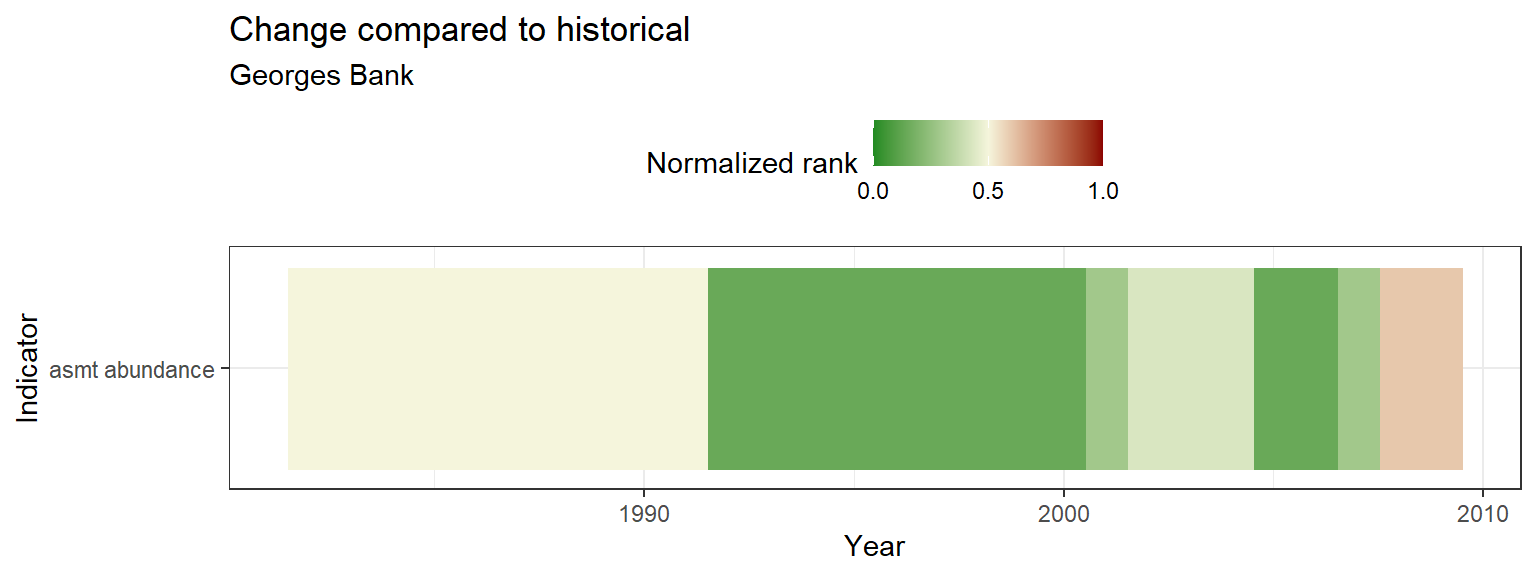 Change compared to historical
Georges Bank
Normalized rank
0.0 0.5 1.0
Indicator
asmt abundance
1990 2000 2010
Year